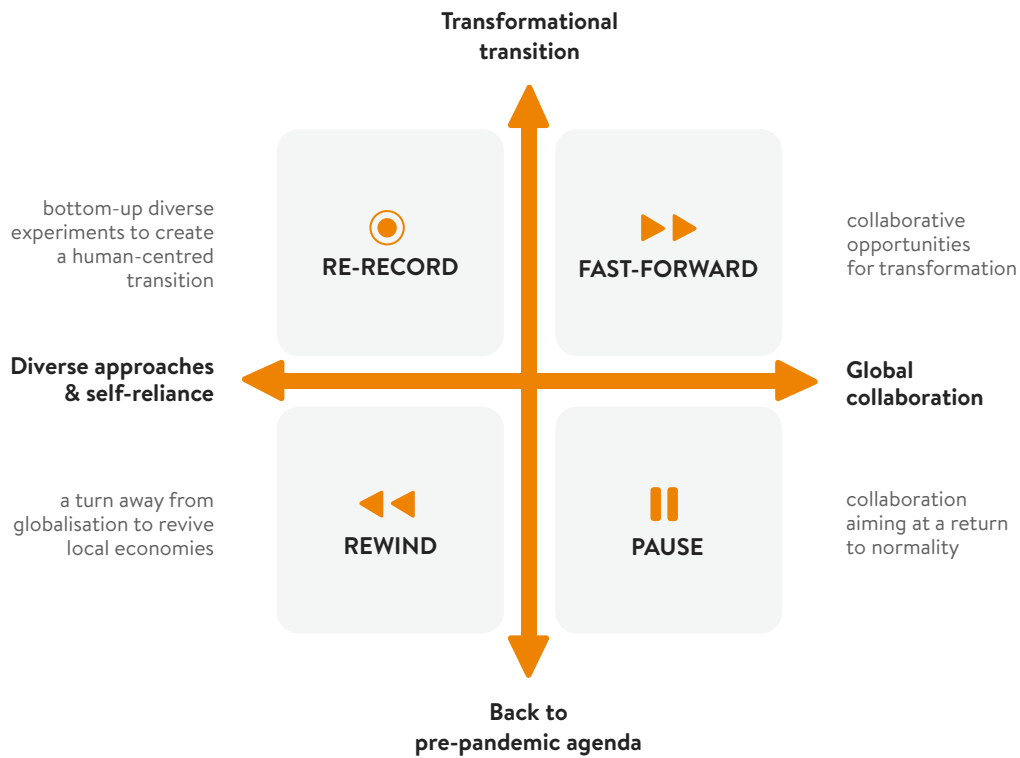 Transformational
transition
bottom-up diverse
experiments to create
a human-centred
transition
RE-RECORD
FAST-FORWARD
collaborative
opportunities
for transformation
Diverse approaches
& self-reliance
Global
collaboration
a turn away from
globalisation to revive
local economies
REWIND
PAUSE
collaboration
aiming at a return
to normality
Back to
pre-pandemic agenda